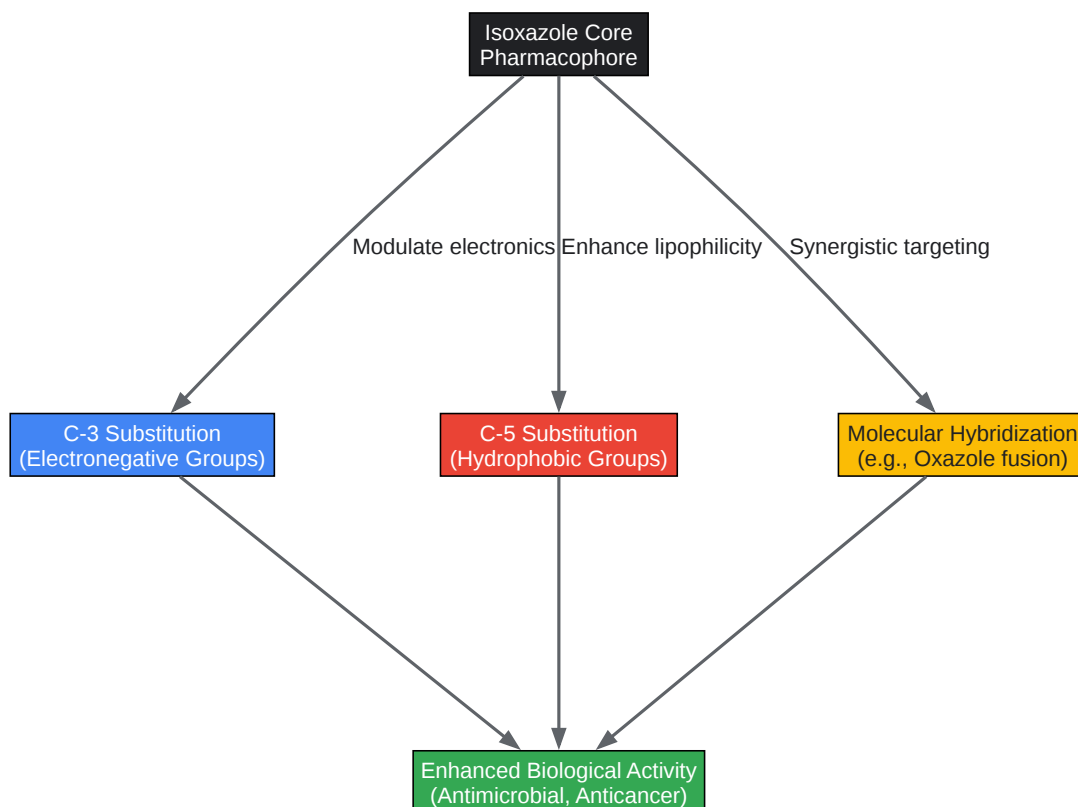 Isoxazole Core
Pharmacophore
Modulate electronics
Enhance lipophilicity
Synergistic targeting
C-3 Substitution
(Electronegative Groups)
C-5 Substitution
(Hydrophobic Groups)
Molecular Hybridization
(e.g., Oxazole fusion)
Enhanced Biological Activity
(Antimicrobial, Anticancer)